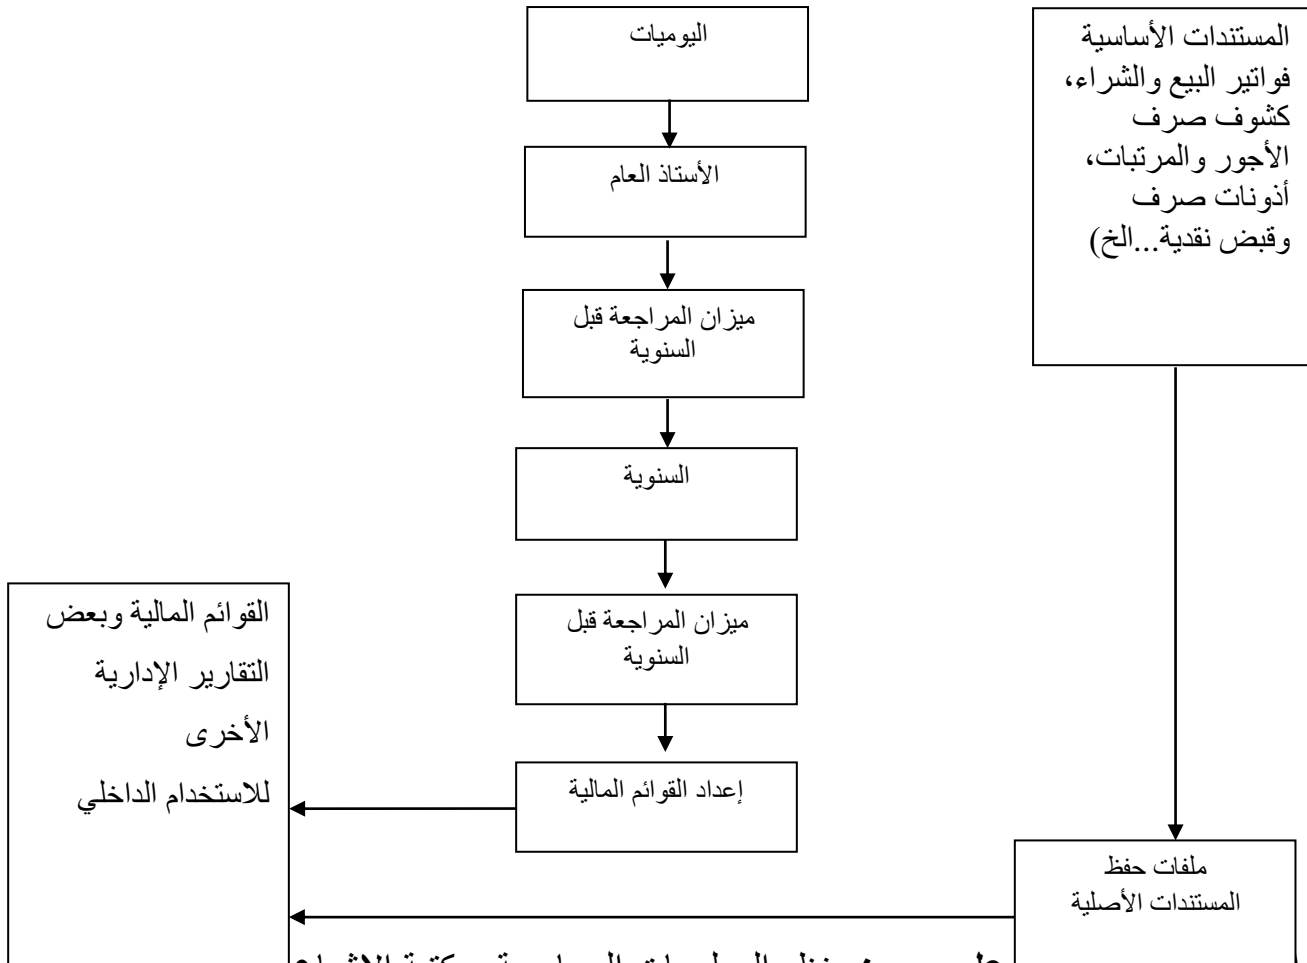 المستندات الأساسية
فواتير البيع والشراء،
كشوف صرف
الأجور والمرتبات،
أذونات صرف
وقبض نقدية...الخ)
اليوميات
الأستاذ العام
ميزان المراجعة قبل
السنوية
السنوية
ميزان المراجعة قبل
السنوية
إعداد القوائم المالية
القوائم المالية وبعض
التقارير الإدارية
الأخرى
للاستخدام الداخلي
ملفات حفظ
المستندات الأصلية